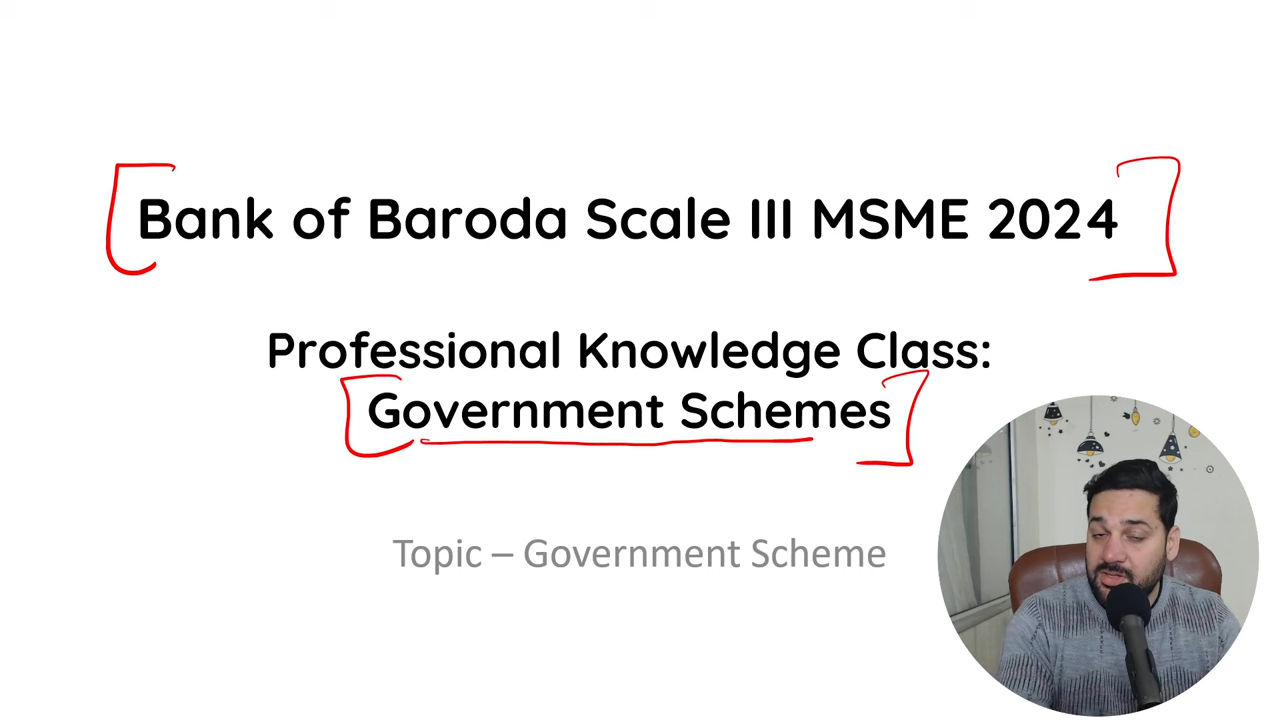 Bank of Baroda Scale III MSME 2024
Professional Knowledge Class:
Government Schemes
Topic – Government Scheme